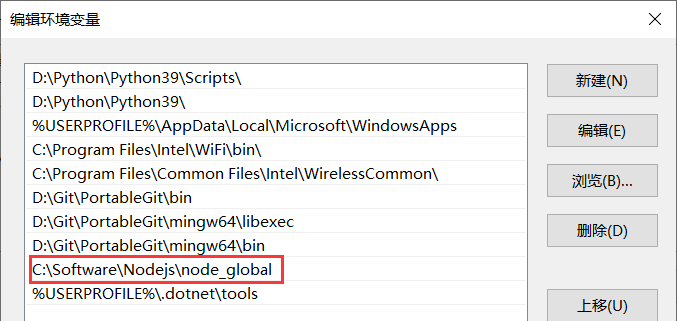 编辑环境变量
D:\Python\Python39\Scripts\
D:\Python\Python39\
%USERPROFILE%\AppData\Local\Microsoft\WindowsApps
C:\Program Files\Intel\WiFi\bin\
C:\Program Files\Common Files\Intel\WirelessCommon\
D:\Git\PortableGit\bin
D:\Git\PortableGit\mingw64\libexec
D:\Git\PortableGit\mingw64\bin
C:\Software\Nodejs\node_global
%USERPROFILE%\.dotnet\tools
新建(N)
编辑(E)
浏览(B)...
删除(D)
上移(U)